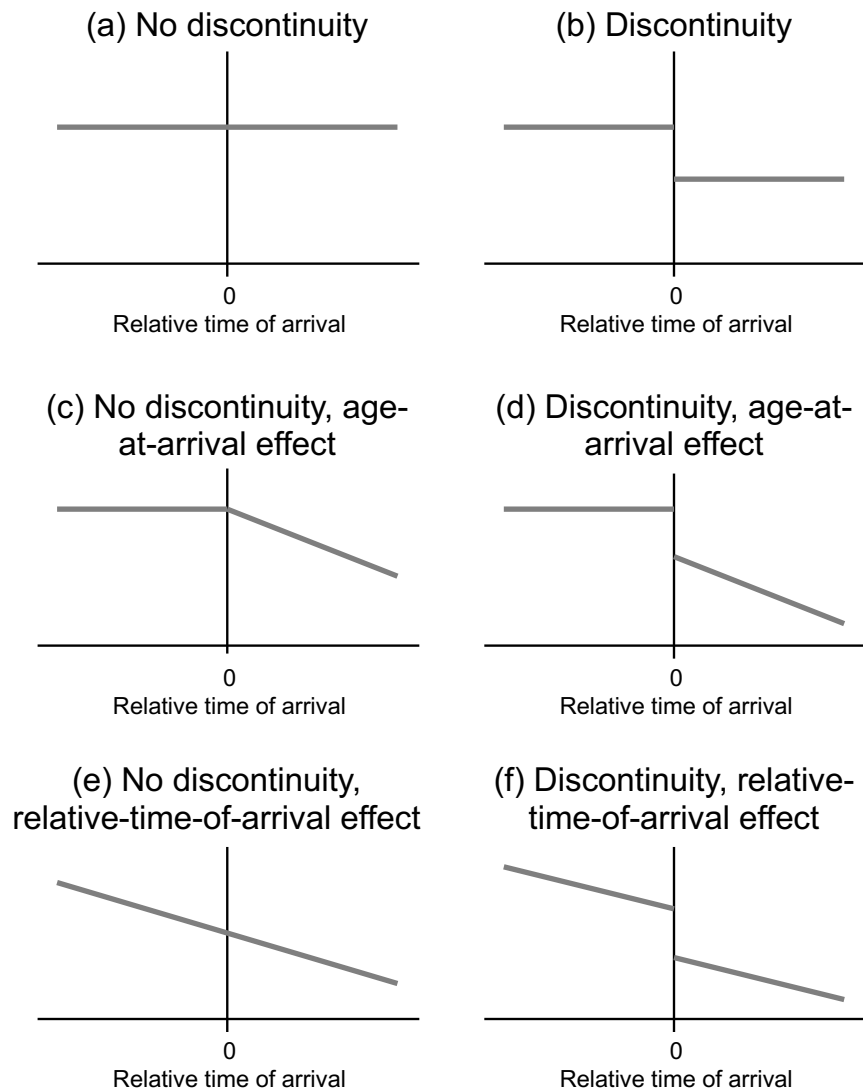 (a) No discontinuity
(b) Discontinuity
0
Relative time of arrival
0
Relative time of arrival
(c) No discontinuity, age-
at-arrival effect
(d) Discontinuity, age-at-
arrival effect
0
Relative time of arrival
0
Relative time of arrival
(e) No discontinuity,
relative-time-of-arrival effect
(f) Discontinuity, relative-
time-of-arrival effect
0
Relative time of arrival
0
Relative time of arrival